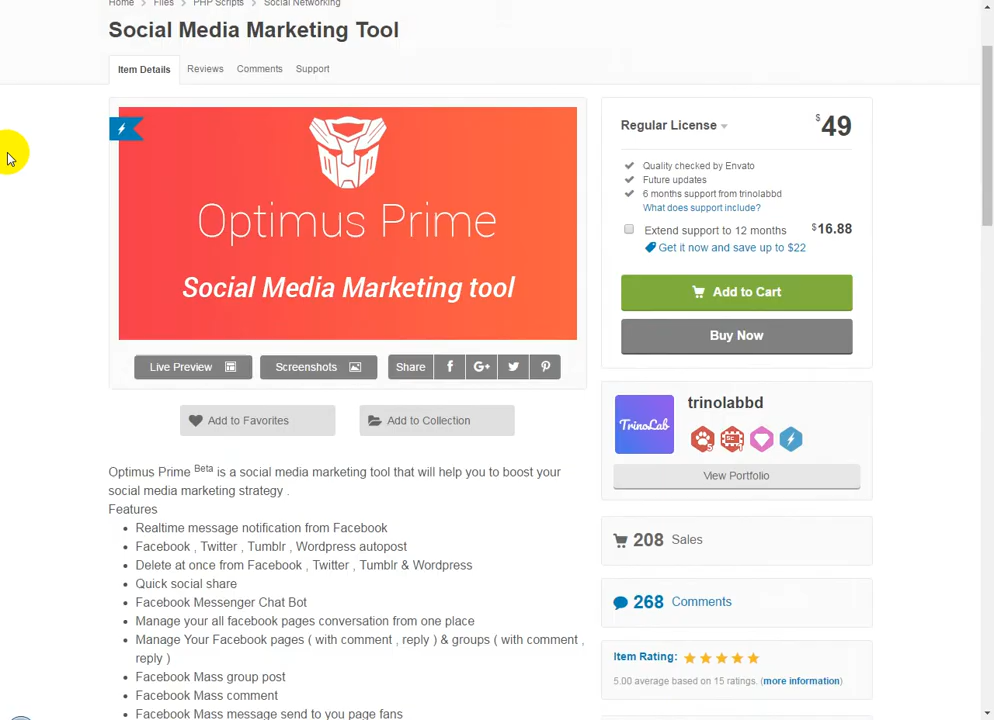 Home > Files > PHP Scripts > Social Networking
Social Media Marketing Tool
Item Details Reviews Comments Support
Optimus Prime
Social Media Marketing tool
Live Preview Screenshots Share f G+
Add to Favorites Add to Collection
Optimus Prime Beta is a social media marketing tool that will help you to boost your
social media marketing strategy .
Features
• Realtime message notification from Facebook
• Facebook , Twitter , Tumblr , Wordpress autopost
• Delete at once from Facebook , Twitter , Tumblr & Wordpress
• Quick social share
• Facebook Messenger Chat Bot
• Manage your all facebook pages conversation from one place
• Manage Your Facebook pages ( with comment , reply ) & groups ( with comment ,
reply )
• Facebook Mass group post
• Facebook Mass comment
• Facebook Mass message send to you page fans
Regular License $49
Quality checked by Envato
Future updates
6 months support from trinolabbd
What does support include?
Extend support to 12 months $16.88
Get it now and save up to $22
Add to Cart
Buy Now
TrinoLab
trinolabbd
View Portfolio
208 Sales
268 Comments
Item Rating:
5.00 average based on 15 ratings. (more information)